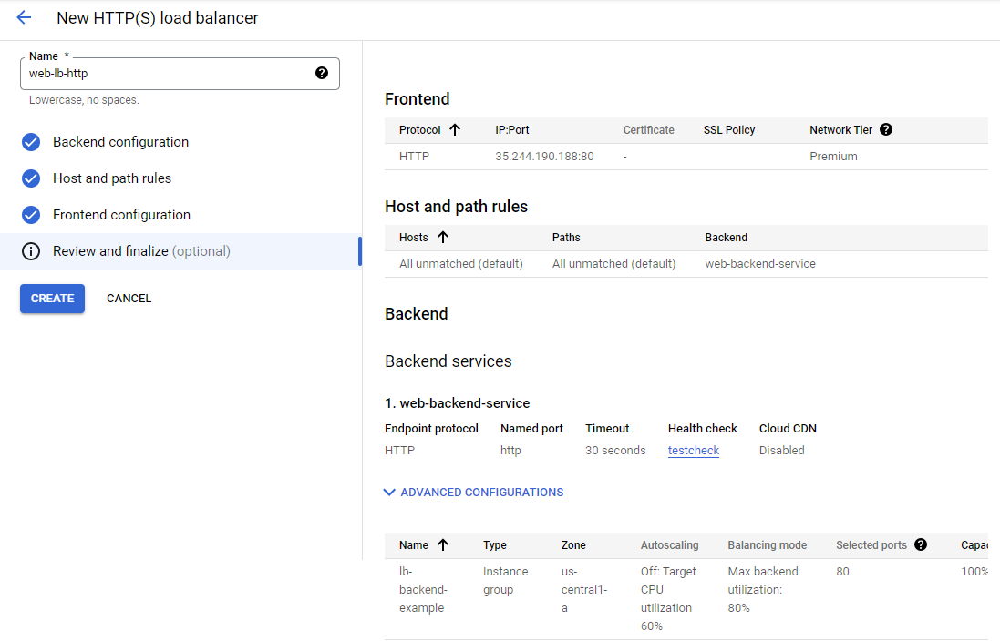 New HTTP(S) load balancer
Name *
web-lb-http
Lowercase, no spaces.
Backend configuration
Host and path rules
Frontend configuration
Review and finalize (optional)
CREATE CANCEL
Frontend
Protocol IP:Port Certificate SSL Policy Network Tier
HTTP 35.244.190.188:80 - Premium
Host and path rules
Hosts Paths Backend
All unmatched (default) All unmatched (default) web-backend-service
Backend
Backend services
1. web-backend-service
Endpoint protocol Named port Timeout Health check Cloud CDN
HTTP http 30 seconds testcheck Disabled
ADVANCED CONFIGURATIONS
Name Type Zone Autoscaling Balancing mode Selected ports Capac
lb- Instance us- Off: Target Max backend 80 100%
backend- group central1- CPU utilization:
example a utilization 80%
60%